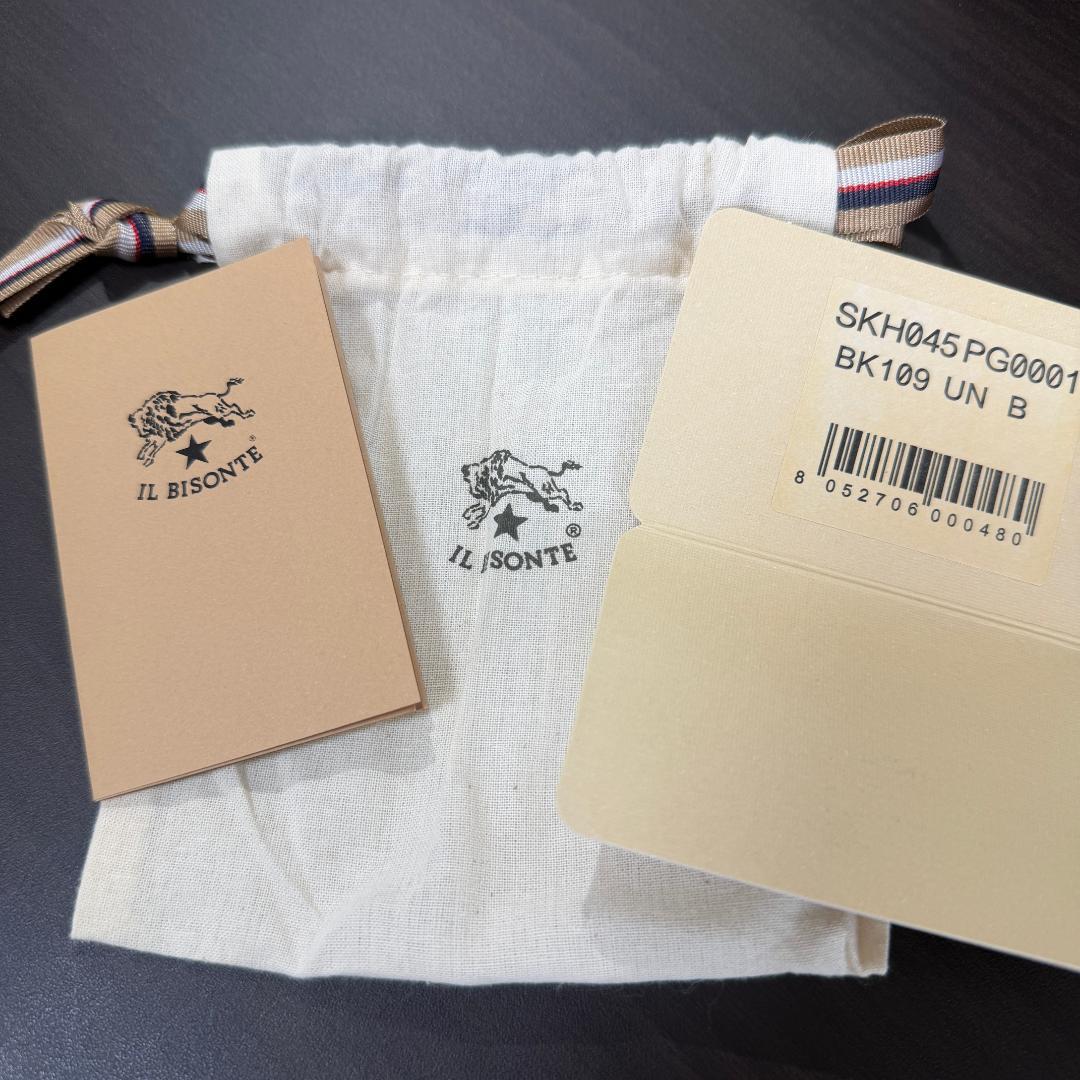 IL BISONTE®
IL BISONTE®
SKH045 PG0001
BK109 UN B
8 052706 000480